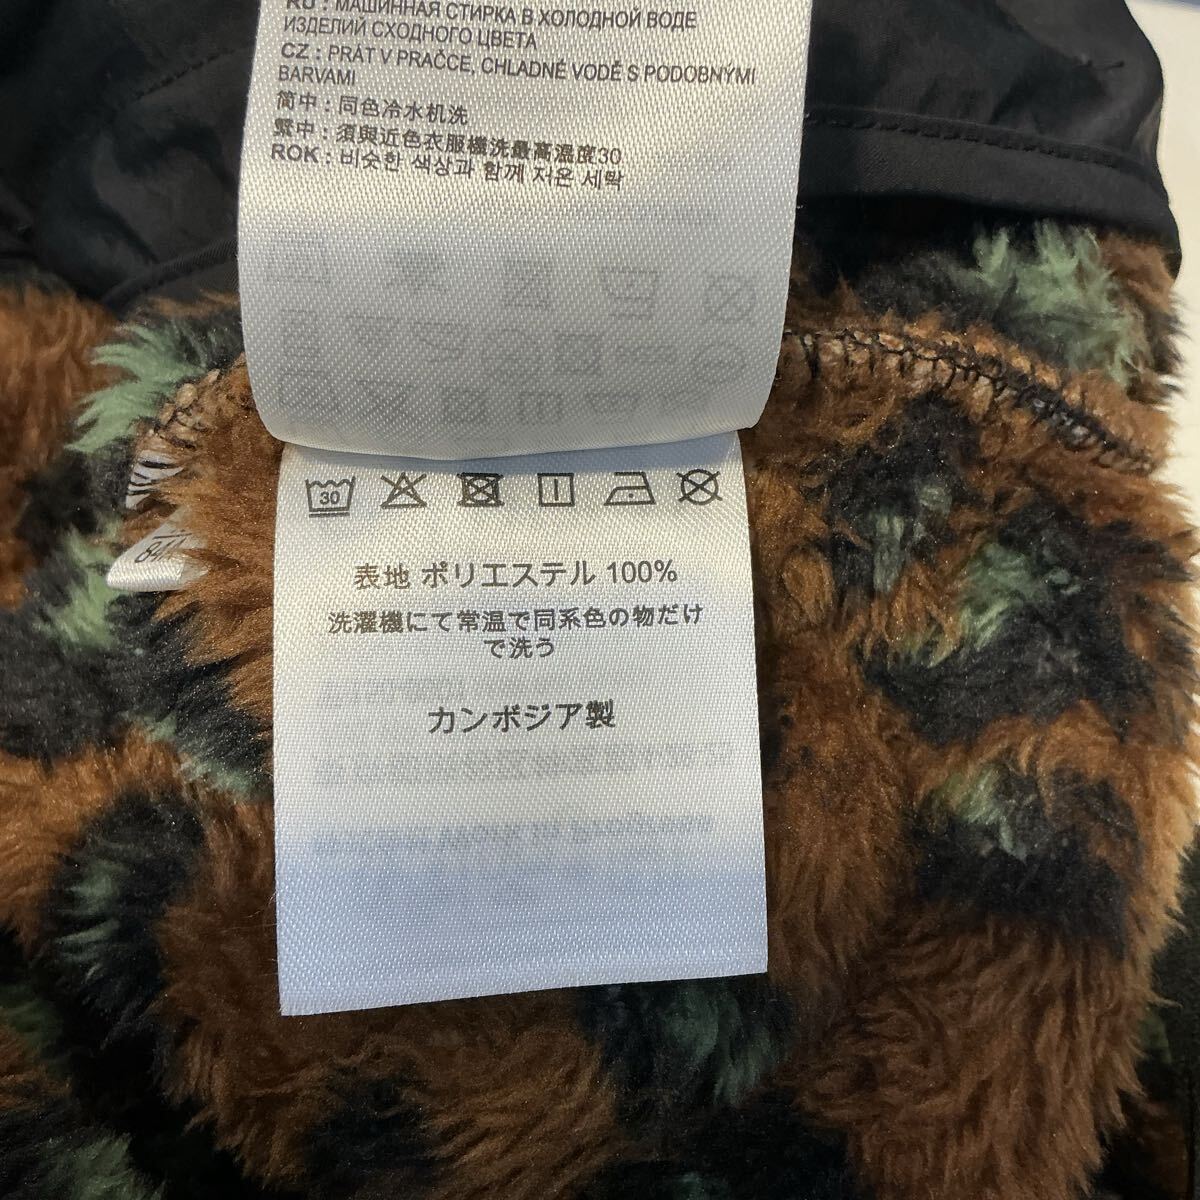 RU : МАШИННАЯ СТИРКА В ХОЛОДНОЙ ВОДЕ
ИЗДЕЛИЙ СХОДНОГО ЦВЕТА
CZ : PRÁT V PRAČCE, CHLADNÉ VODĚ S PODOBNÝMI
BARVAMI
简中 : 同色冷水机洗
繁中 : 須與近色衣服機洗最高溫度30
ROK : 비슷한 색상과 함께 저온 세탁
30
表地 ポリエステル 100%
洗濯機にて常温で同系色の物だけ
で洗う
カンボジア製